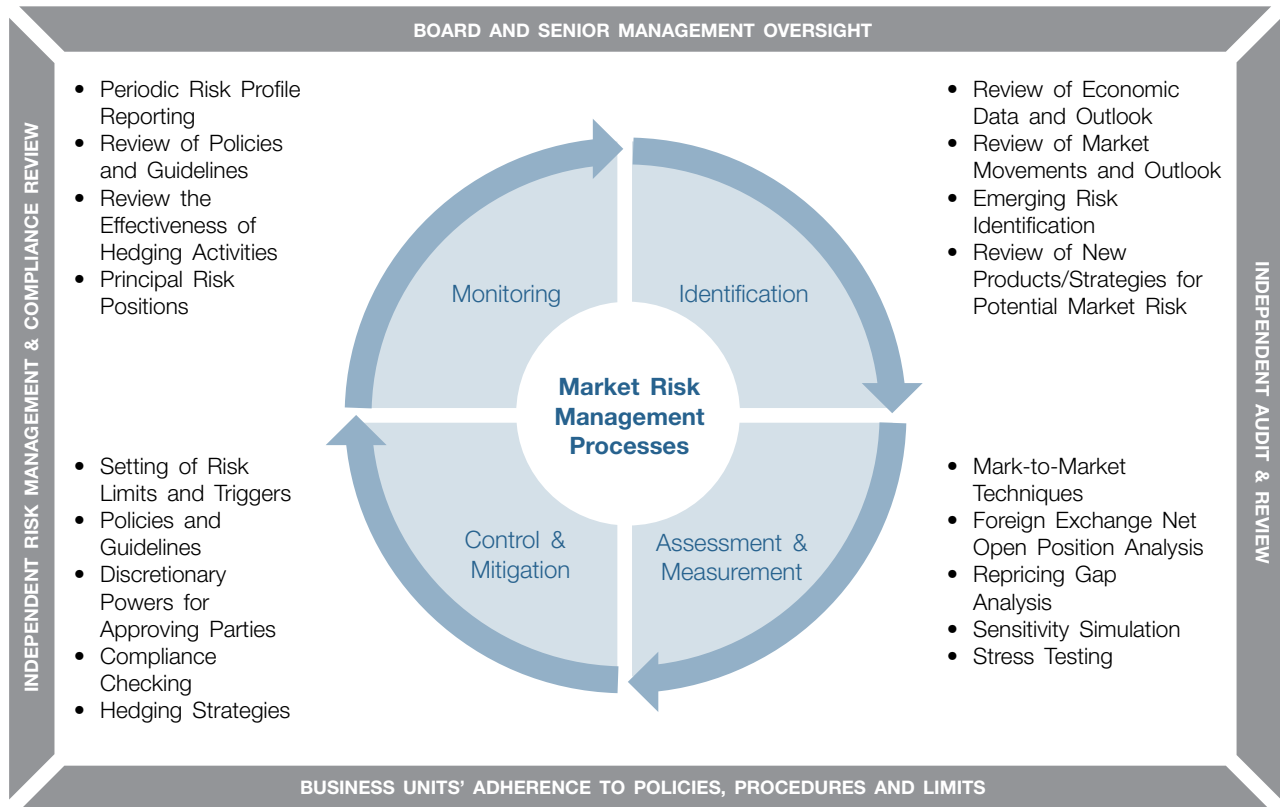 BOARD AND SENIOR MANAGEMENT OVERSIGHT
INDEPENDENT RISK MANAGEMENT & COMPLIANCE REVIEW
• Periodic Risk Profile
Reporting
• Review of Policies
and Guidelines
• Review the
Effectiveness of
Hedging Activities
• Principal Risk
Positions
• Review of Economic
Data and Outlook
• Review of Market
Movements and Outlook
• Emerging Risk
Identification
• Review of New
Products/Strategies for
Potential Market Risk
Monitoring
Identification
Market Risk
Management
Processes
Control &
Mitigation
Assessment &
Measurement
• Setting of Risk
Limits and Triggers
• Policies and
Guidelines
• Discretionary
Powers for
Approving Parties
• Compliance
Checking
• Hedging Strategies
• Mark-to-Market
Techniques
• Foreign Exchange Net
Open Position Analysis
• Repricing Gap
Analysis
• Sensitivity Simulation
• Stress Testing
INDEPENDENT AUDIT & REVIEW
BUSINESS UNITS' ADHERENCE TO POLICIES, PROCEDURES AND LIMITS